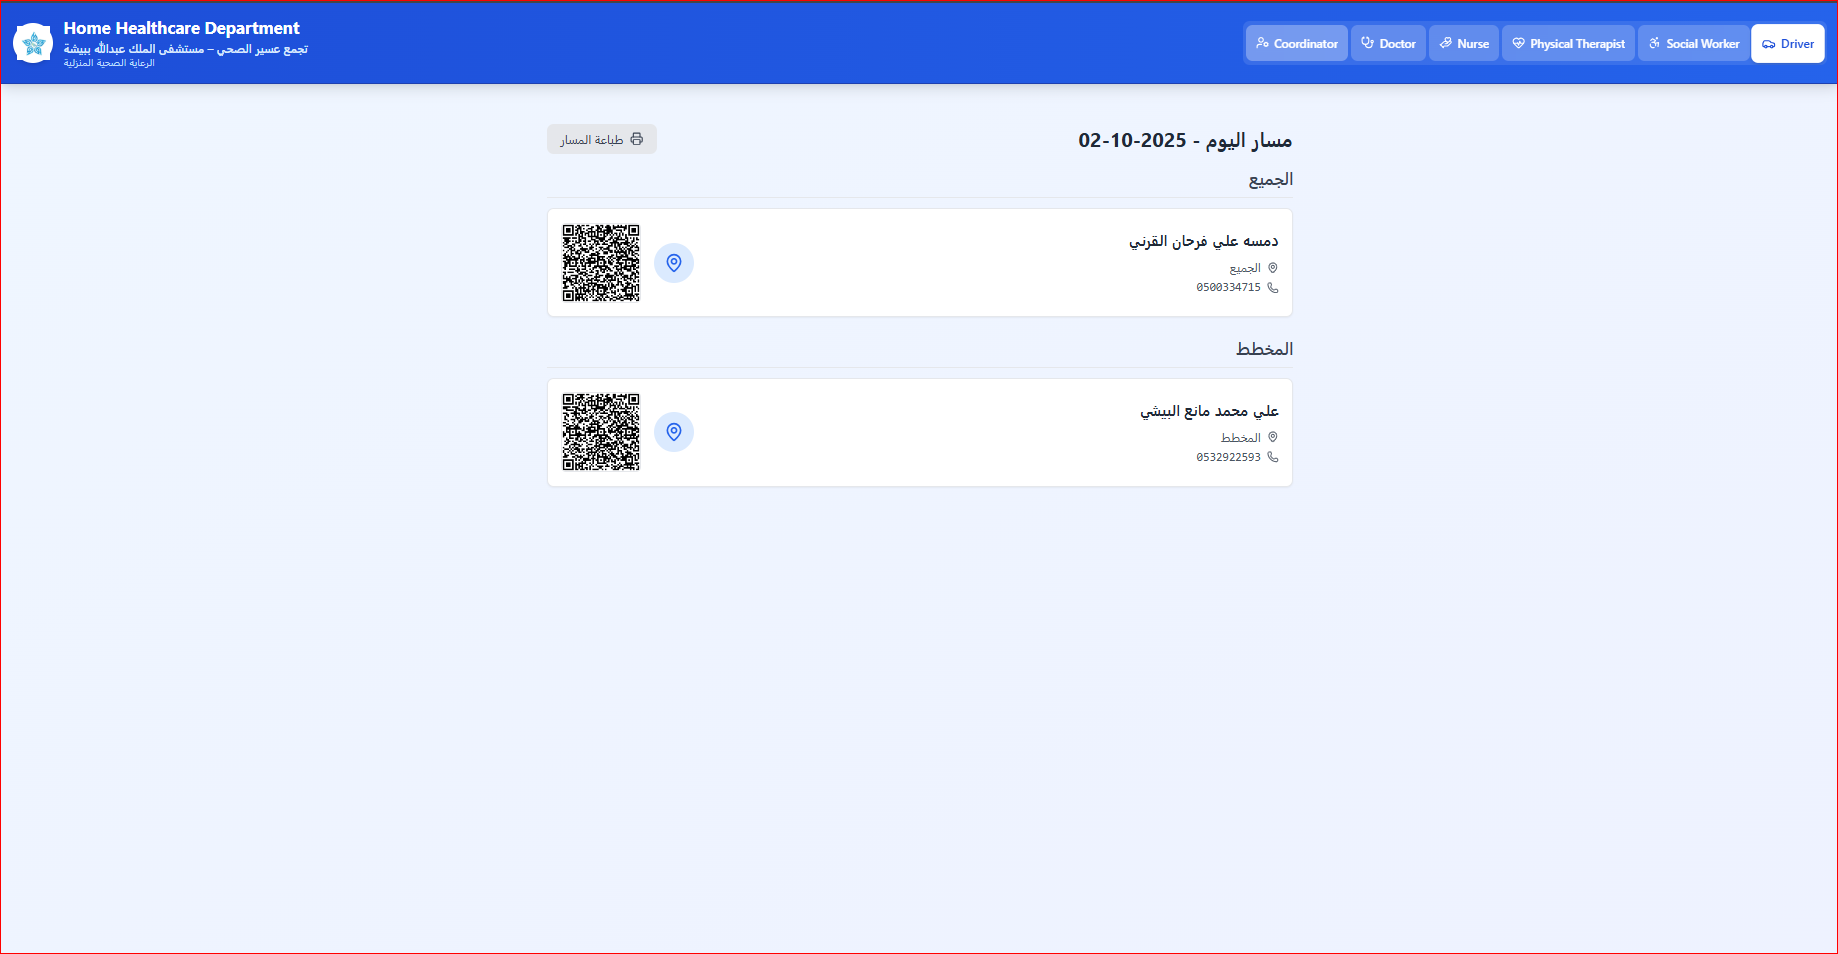 Home Healthcare Department
تجمع عسير الصحي – مستشفى الملك عبدالله ببيشة
الرعاية الصحية المنزلية
Coordinator
Doctor
Nurse
Physical Therapist
Social Worker
Driver
مسار اليوم - 2025-10-02
طباعة المسار
الجميع
دمسه علي فرحان القرني
الجميع
0500334715
المخطط
علي محمد مانع البيشي
المخطط
0532922593